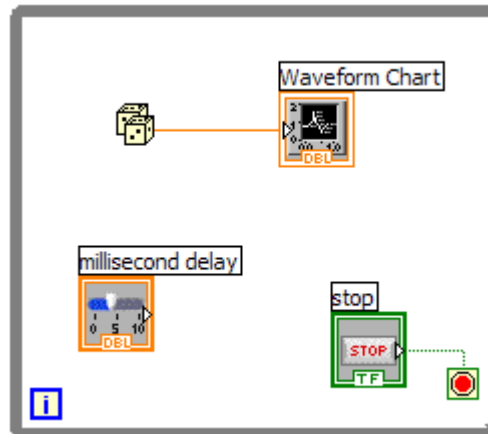 Waveform Chart
DBL
millisecond delay
0 5 10
DBL
stop
STOP
TF
i